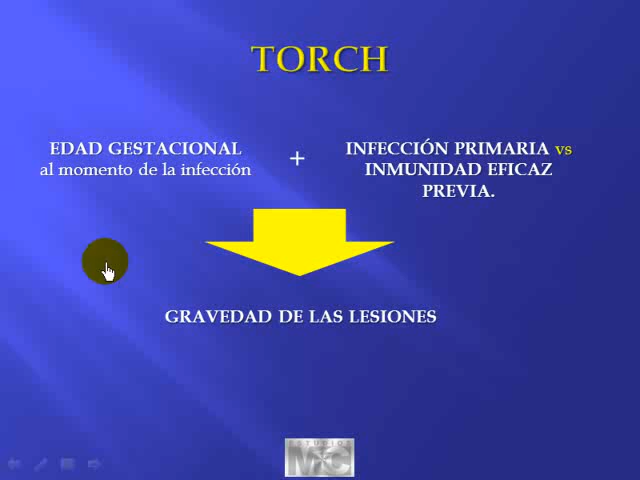 TORCH
EDAD GESTACIONAL
al momento de la infección
+
INFECCIÓN PRIMARIA vs
INMUNIDAD EFICAZ
PREVIA.
GRAVEDAD DE LAS LESIONES
ESTUDIOS
MC